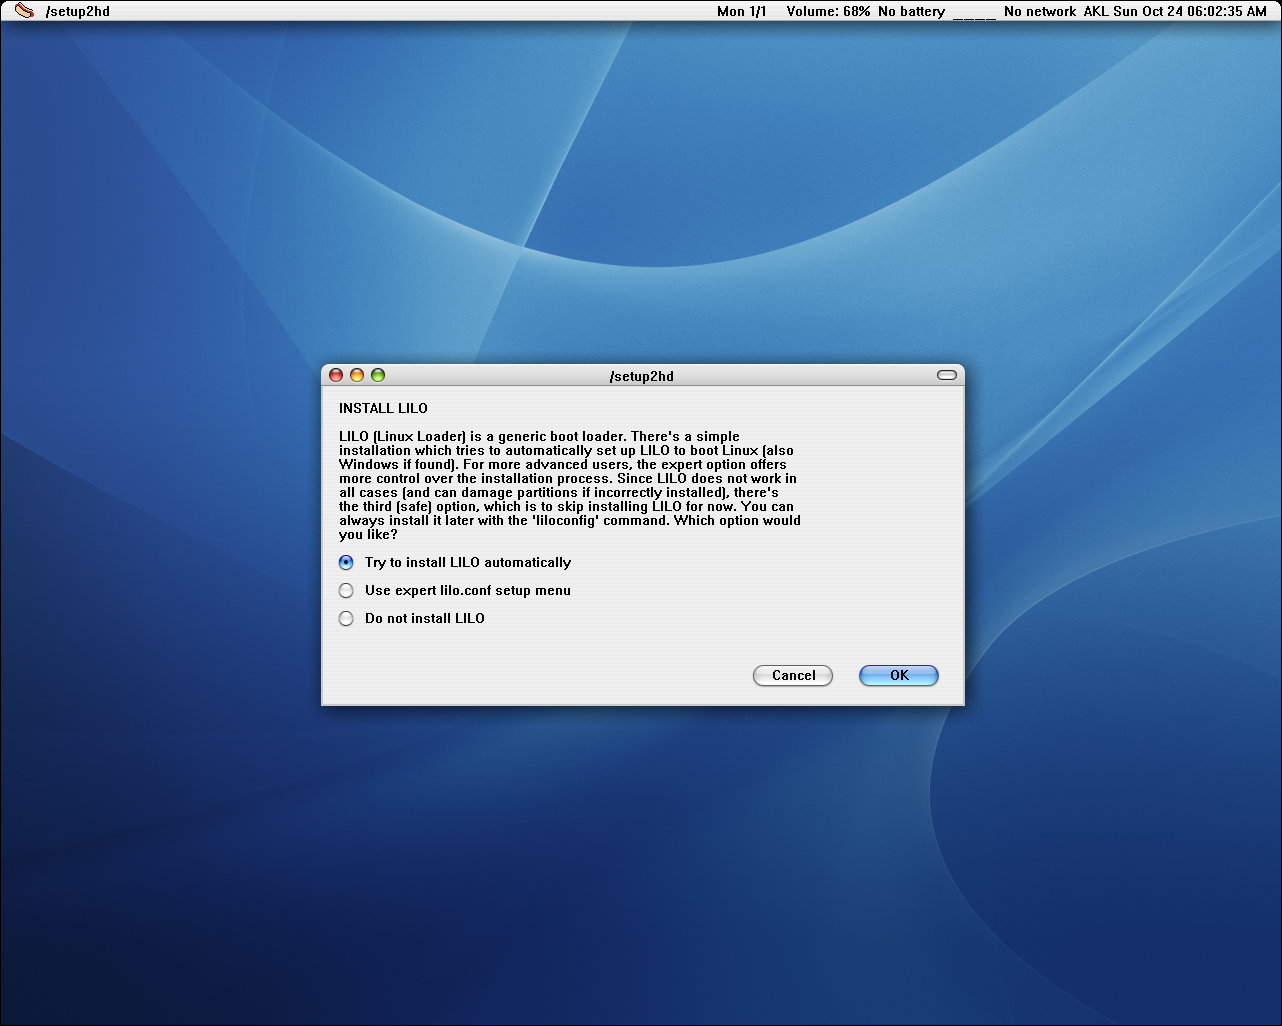 /setup2hd
Mon 1/1 Volume: 68% No battery ____ No network AKL Sun Oct 24 06:02:35 AM
/setup2hd
INSTALL LILO
LILO (Linux Loader) is a generic boot loader. There's a simple
installation which tries to automatically set up LILO to boot Linux (also
Windows if found). For more advanced users, the expert option offers
more control over the installation process. Since LILO does not work in
all cases (and can damage partitions if incorrectly installed), there's
the third (safe) option, which is to skip installing LILO for now. You can
always install it later with the 'liloconfig' command. Which option would
you like?
Try to install LILO automatically
Use expert lilo.conf setup menu
Do not install LILO
Cancel OK